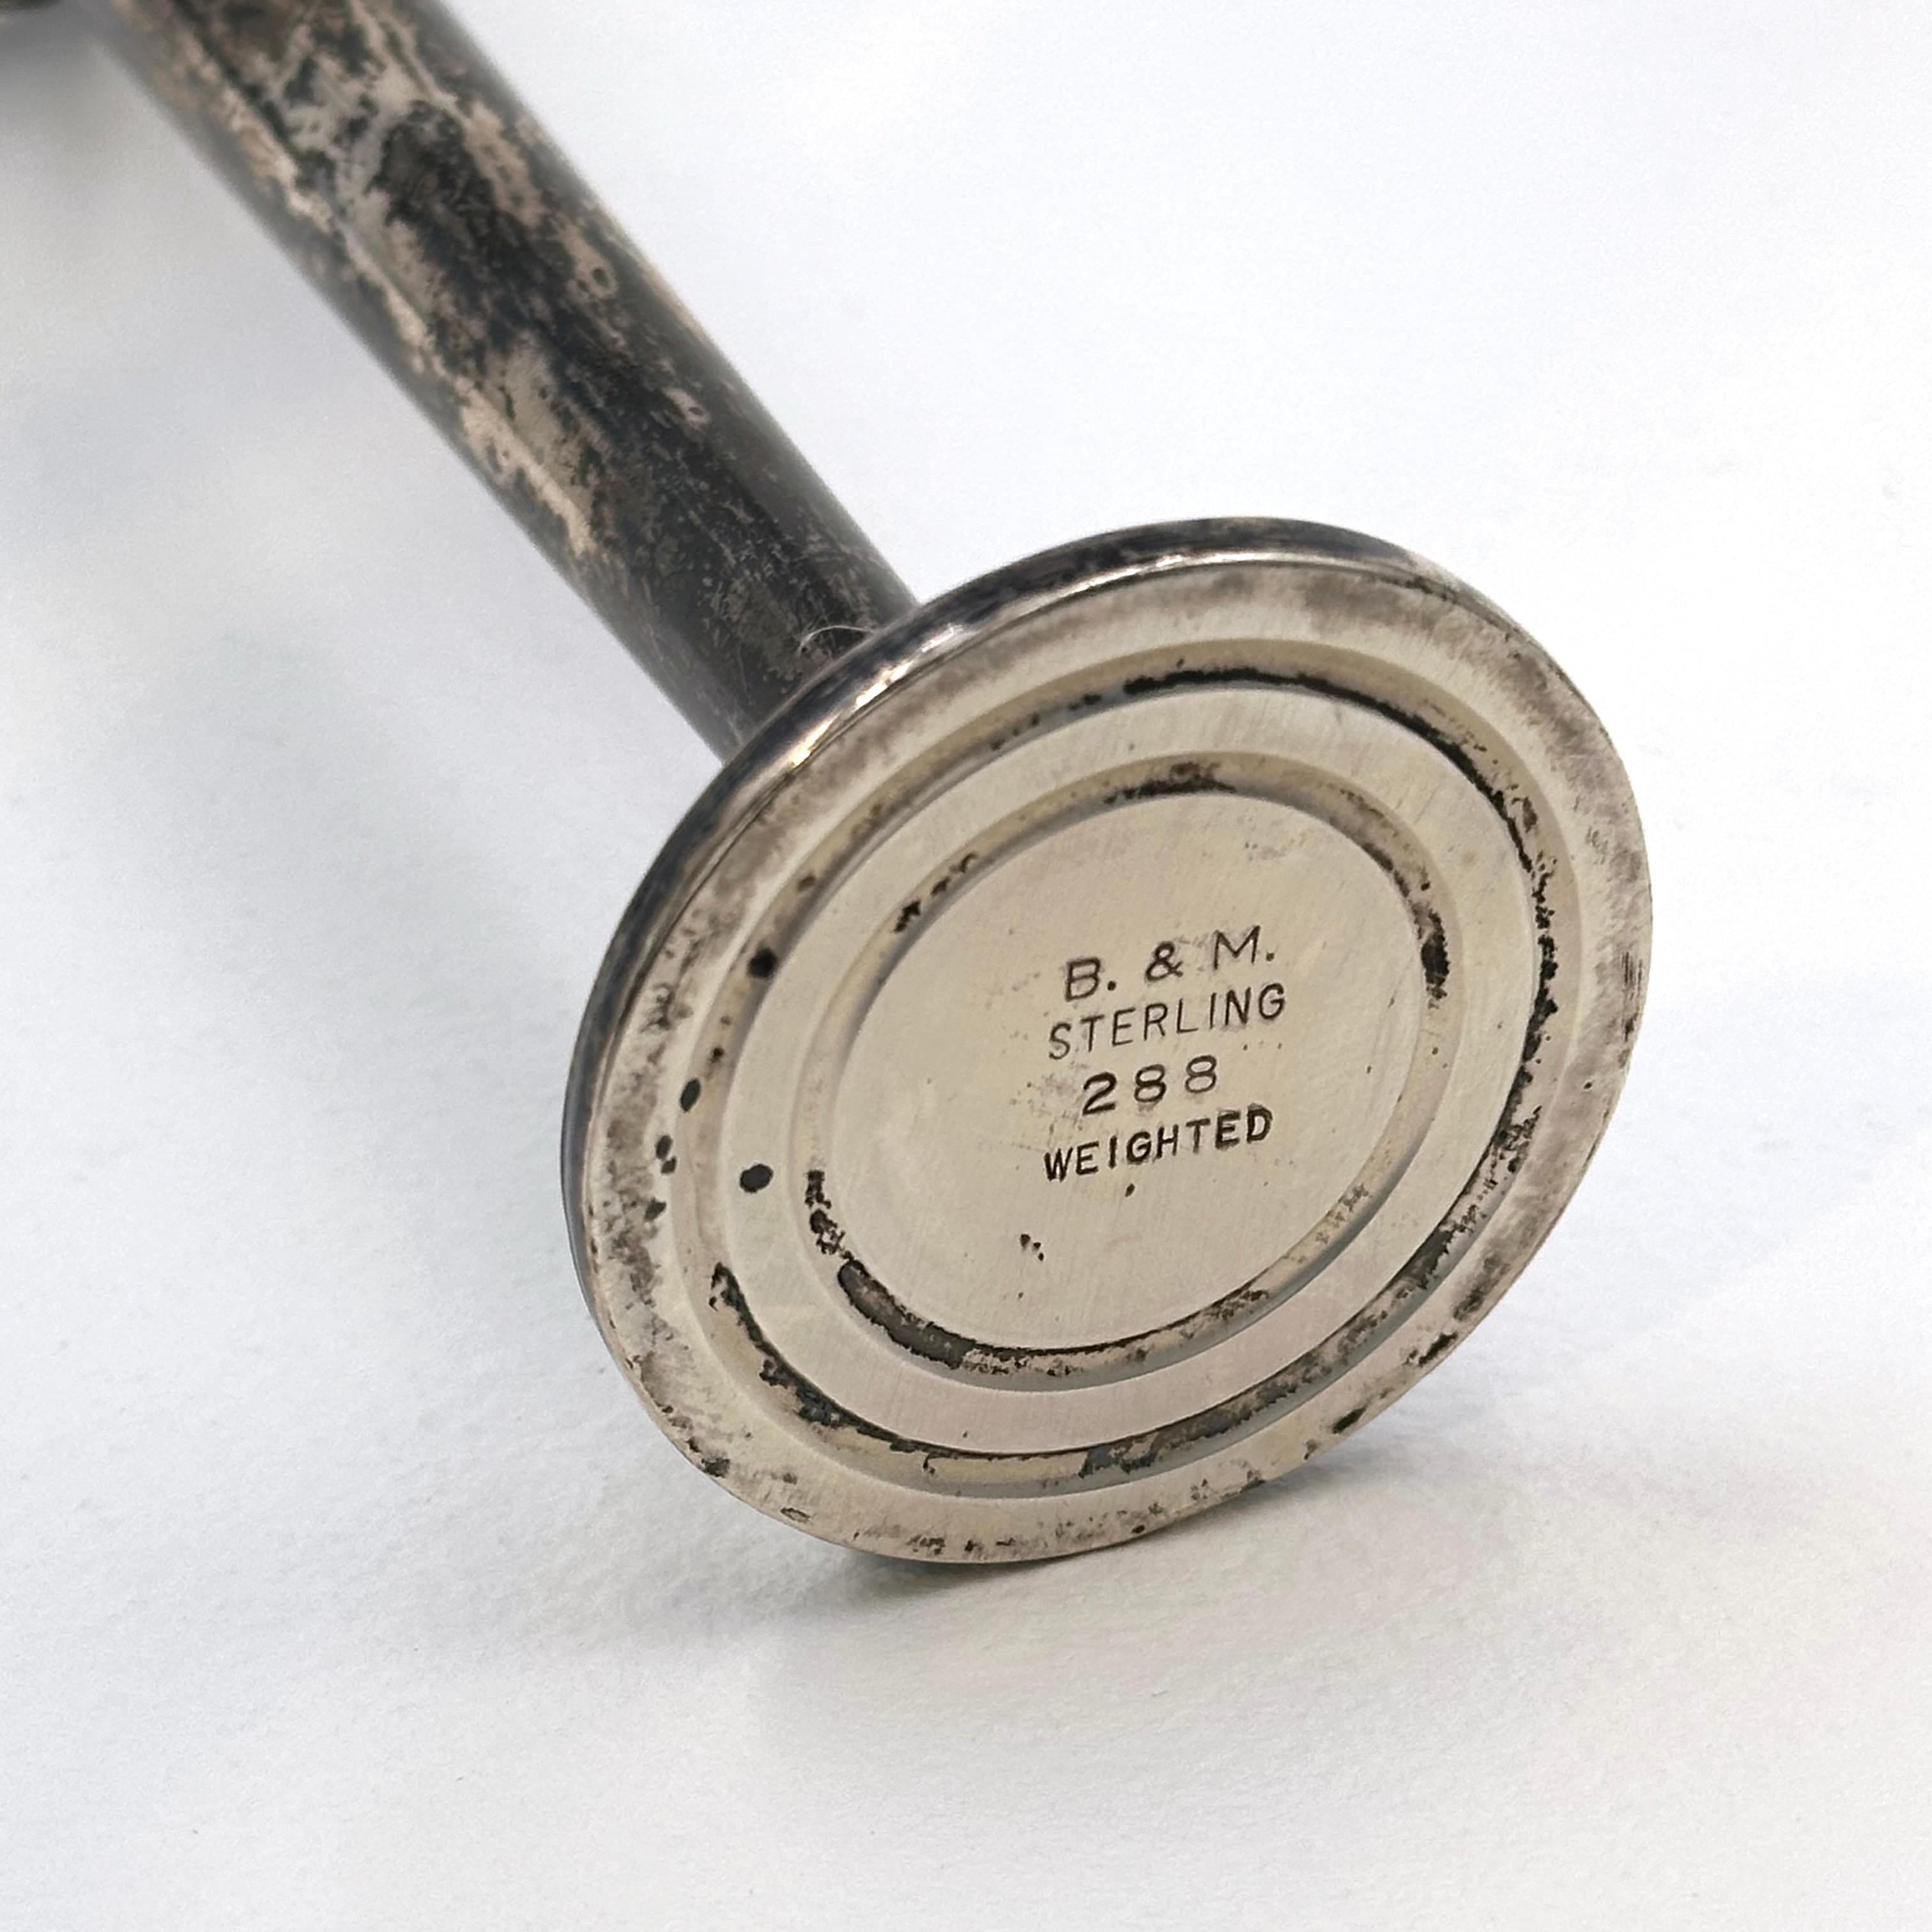 B. & M.
STERLING
288
WEIGHTED